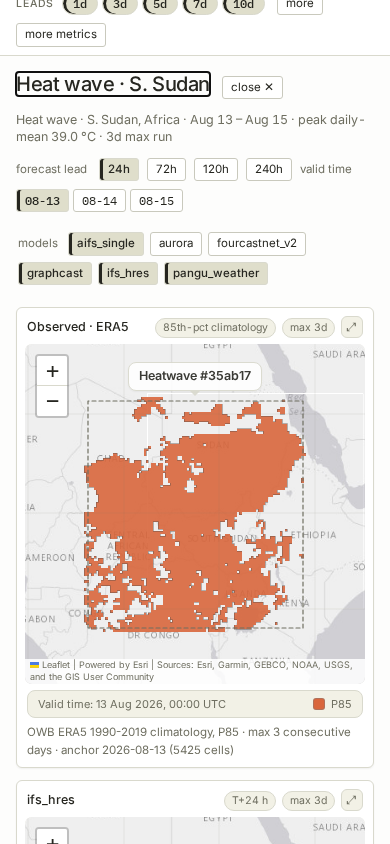 LEADS 1d 3d 5d 7d 10d more
more metrics
Heat wave · S. Sudan close ✕
Heat wave · S. Sudan, Africa · Aug 13 – Aug 15 · peak daily-
mean 39.0 °C · 3d max run
forecast lead 24h 72h 120h 240h valid time
08-13 08-14 08-15
models aifs_single aurora fourcastnet_v2
graphcast ifs_hres pangu_weather
Observed · ERA5 85th-pct climatology max 3d
EGYPT
SAUDI ARA
+
Heatwave #35ab17
−
ETHIOPIA
AMEROON
SO
KENYA
GABON
DR CONGO
Leaflet | Powered by Esri | Sources: Esri, Garmin, GEBCO, NOAA, USGS,
and the GIS User Community
Valid time: 13 Aug 2026, 00:00 UTC P85
OWB ERA5 1990-2019 climatology, P85 · max 3 consecutive
days · anchor 2026-08-13 (5425 cells)
ifs_hres T+24 h max 3d
EGYPT
SAUDI ARA
+